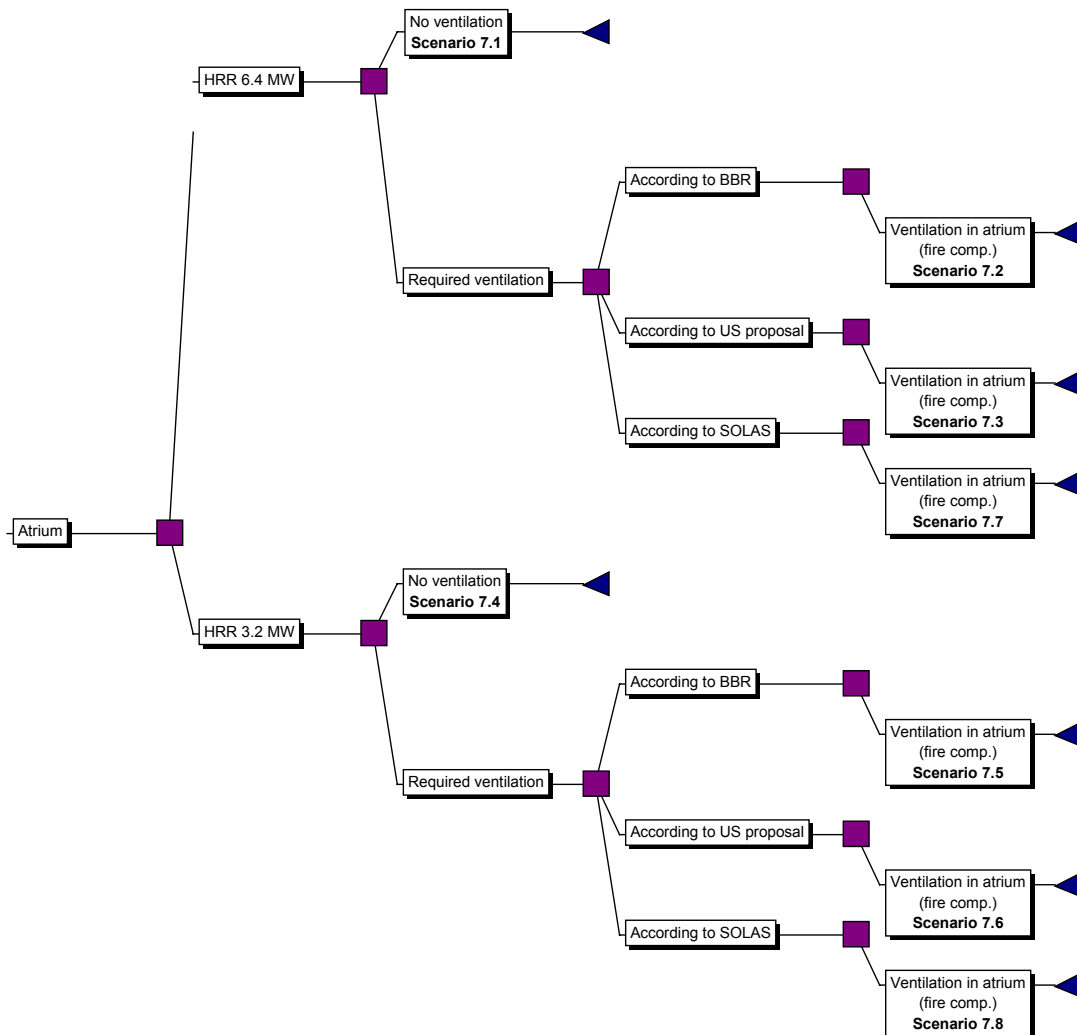 No ventilation
Scenario 7.1
HRR 6.4 MW
According to BBR
Ventilation in atrium
(fire comp.)
Scenario 7.2
Required ventilation
According to US proposal
Ventilation in atrium
(fire comp.)
Scenario 7.3
According to SOLAS
Ventilation in atrium
(fire comp.)
Scenario 7.7
Atrium
No ventilation
Scenario 7.4
HRR 3.2 MW
According to BBR
Ventilation in atrium
(fire comp.)
Scenario 7.5
Required ventilation
According to US proposal
Ventilation in atrium
(fire comp.)
Scenario 7.6
According to SOLAS
Ventilation in atrium
(fire comp.)
Scenario 7.8